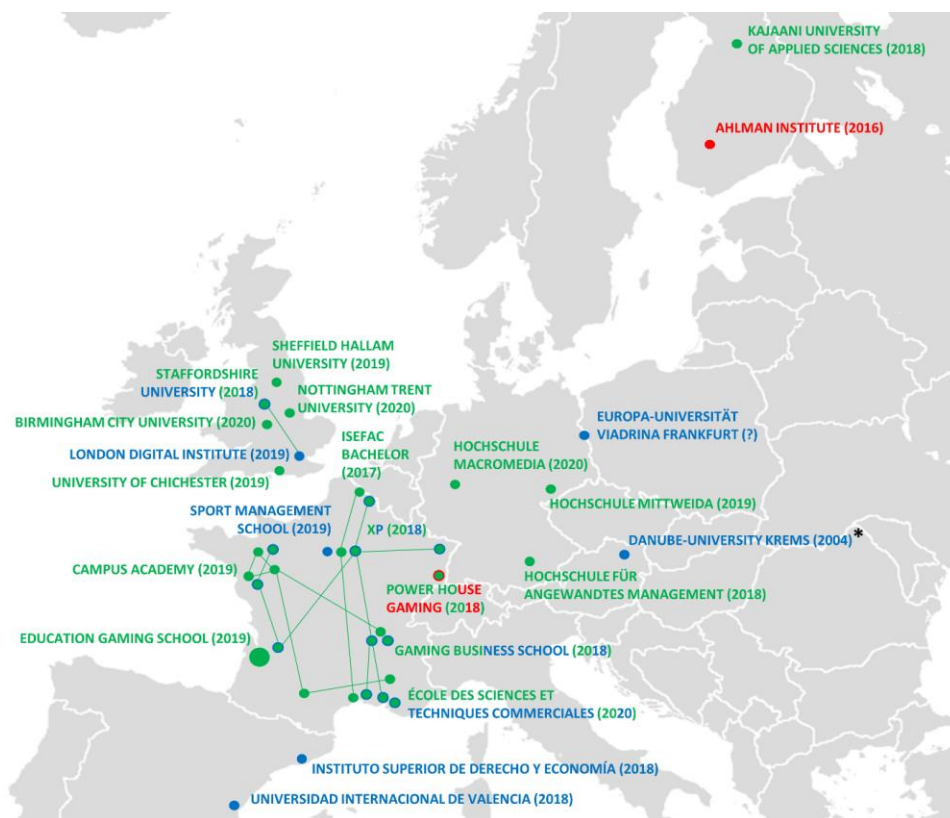 KAJAANI UNIVERSITY
OF APPLIED SCIENCES (2018)
AHLMAN INSTITUTE (2016)
SHEFFIELD HALLAM
UNIVERSITY (2019)
STAFFORDSHIRE
UNIVERSITY (2018)
NOTTINGHAM TRENT
UNIVERSITY (2020)
BIRMINGHAM CITY UNIVERSITY (2020)
ISEFAC
BACHELOR
(2017)
EUROPA-UNIVERSITÄT
VIADRINA FRANKFURT (?)
HOCHSCHULE
MACROMEDIA (2020)
LONDON DIGITAL INSTITUTE (2019)
UNIVERSITY OF CHICHESTER (2019)
HOCHSCHULE MITTWEIDA (2019)
SPORT MANAGEMENT
SCHOOL (2019)
XP (2018)
DANUBE-UNIVERSITY KREMS (2004)*
CAMPUS ACADEMY (2019)
HOCHSCHULE FÜR
ANGEWANDTES MANAGEMENT (2018)
POWER HOUSE
GAMING (2018)
EDUCATION GAMING SCHOOL (2019)
GAMING BUSINESS SCHOOL (2018)
ÉCOLE DES SCIENCES ET
TECHNIQUES COMMERCIALES (2020)
INSTITUTO SUPERIOR DE DERECHO Y ECONOMÍA (2018)
UNIVERSIDAD INTERNACIONAL DE VALENCIA (2018)